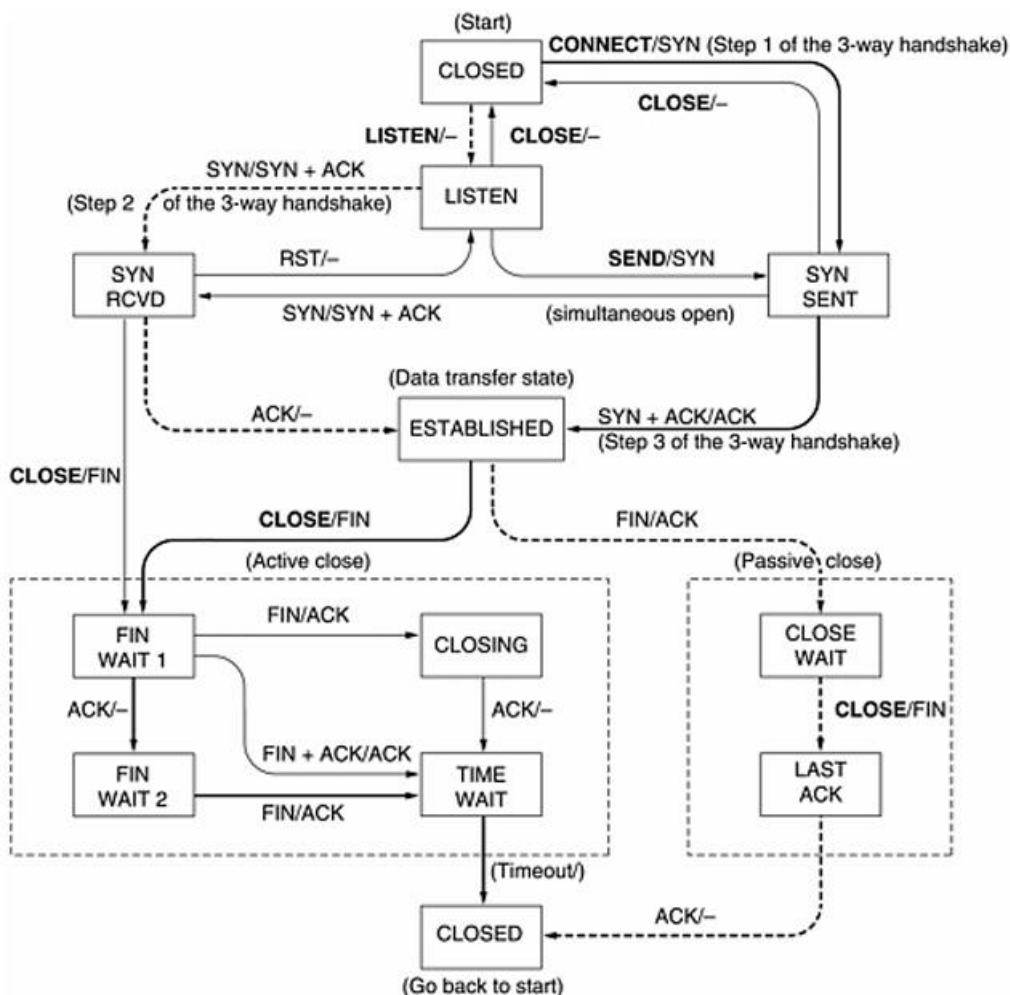 (Start)
CONNECT/SYN (Step 1 of the 3-way handshake)
CLOSED
CLOSE/–
LISTEN/–
CLOSE/–
SYN/SYN + ACK
LISTEN
(Step 2 of the 3-way handshake)
RST/–
SEND/SYN
SYN
RCVD
SYN
SENT
SYN/SYN + ACK
(simultaneous open)
(Data transfer state)
ACK/–
ESTABLISHED
SYN + ACK/ACK
(Step 3 of the 3-way handshake)
CLOSE/FIN
CLOSE/FIN
FIN/ACK
(Active close)
(Passive close)
FIN
WAIT 1
FIN/ACK
CLOSING
CLOSE
WAIT
ACK/–
ACK/–
CLOSE/FIN
FIN + ACK/ACK
FIN
WAIT 2
FIN/ACK
TIME
WAIT
LAST
ACK
(Timeout/)
ACK/–
CLOSED
(Go back to start)